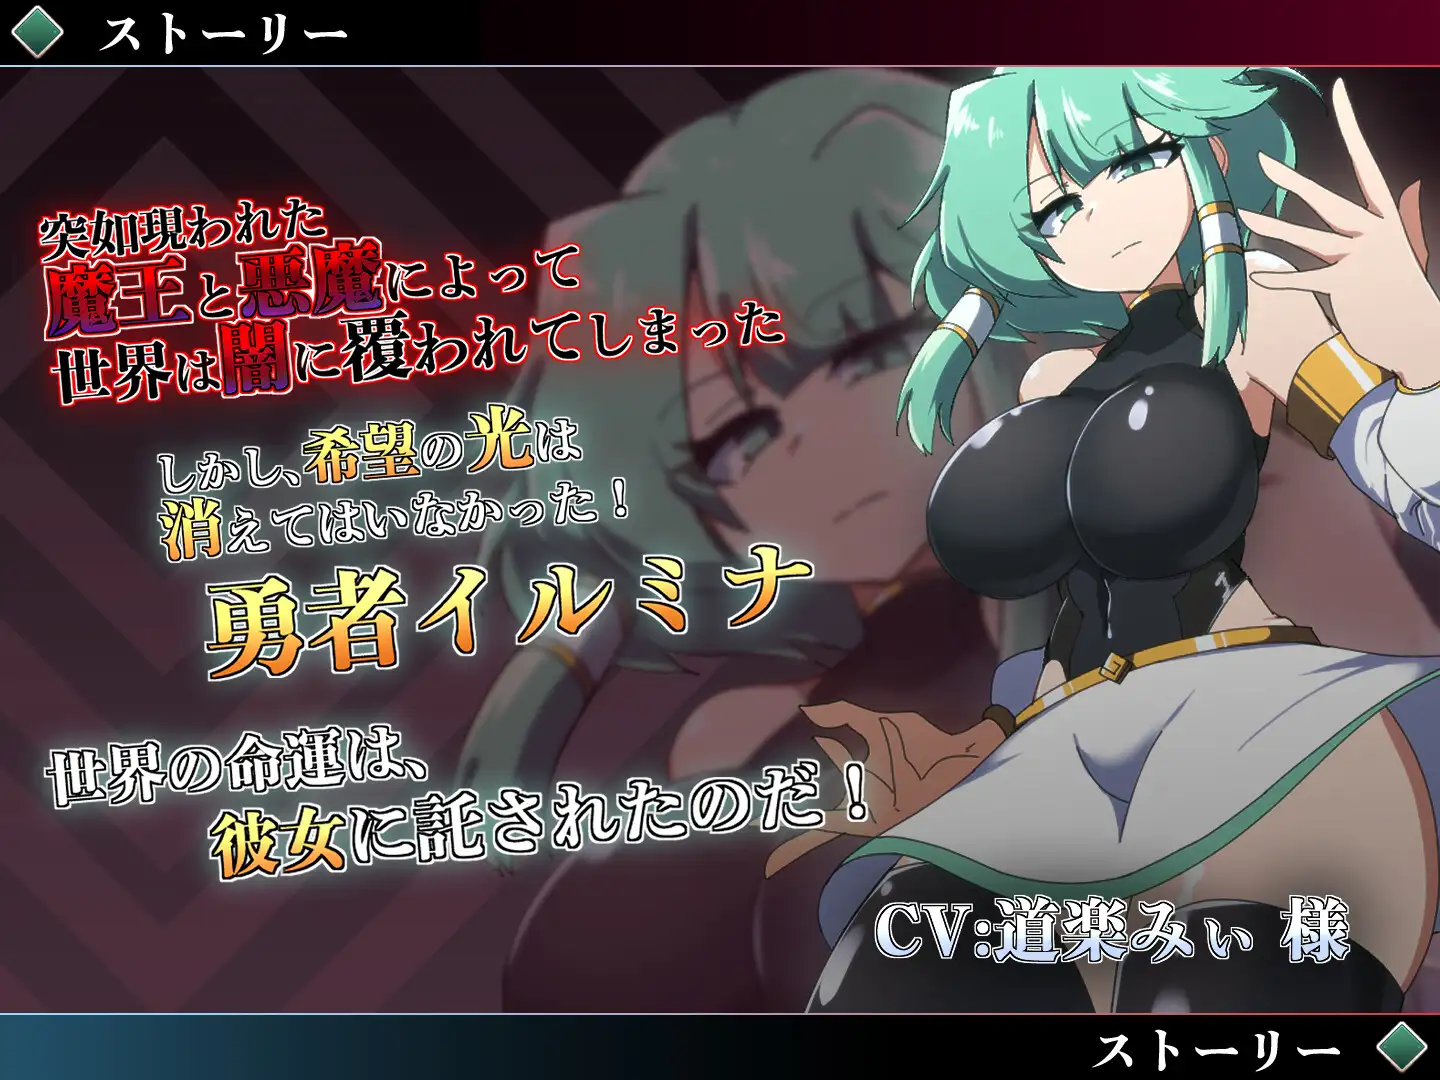 ストーリー
突如現われた
魔王と悪魔によって
世界は闇に覆われてしまった
しかし、希望の光は
消えてはいなかった！
勇者イルミナ
世界の命運は、
彼女に託されたのだ！
CV:道楽みぃ 様
ストーリー